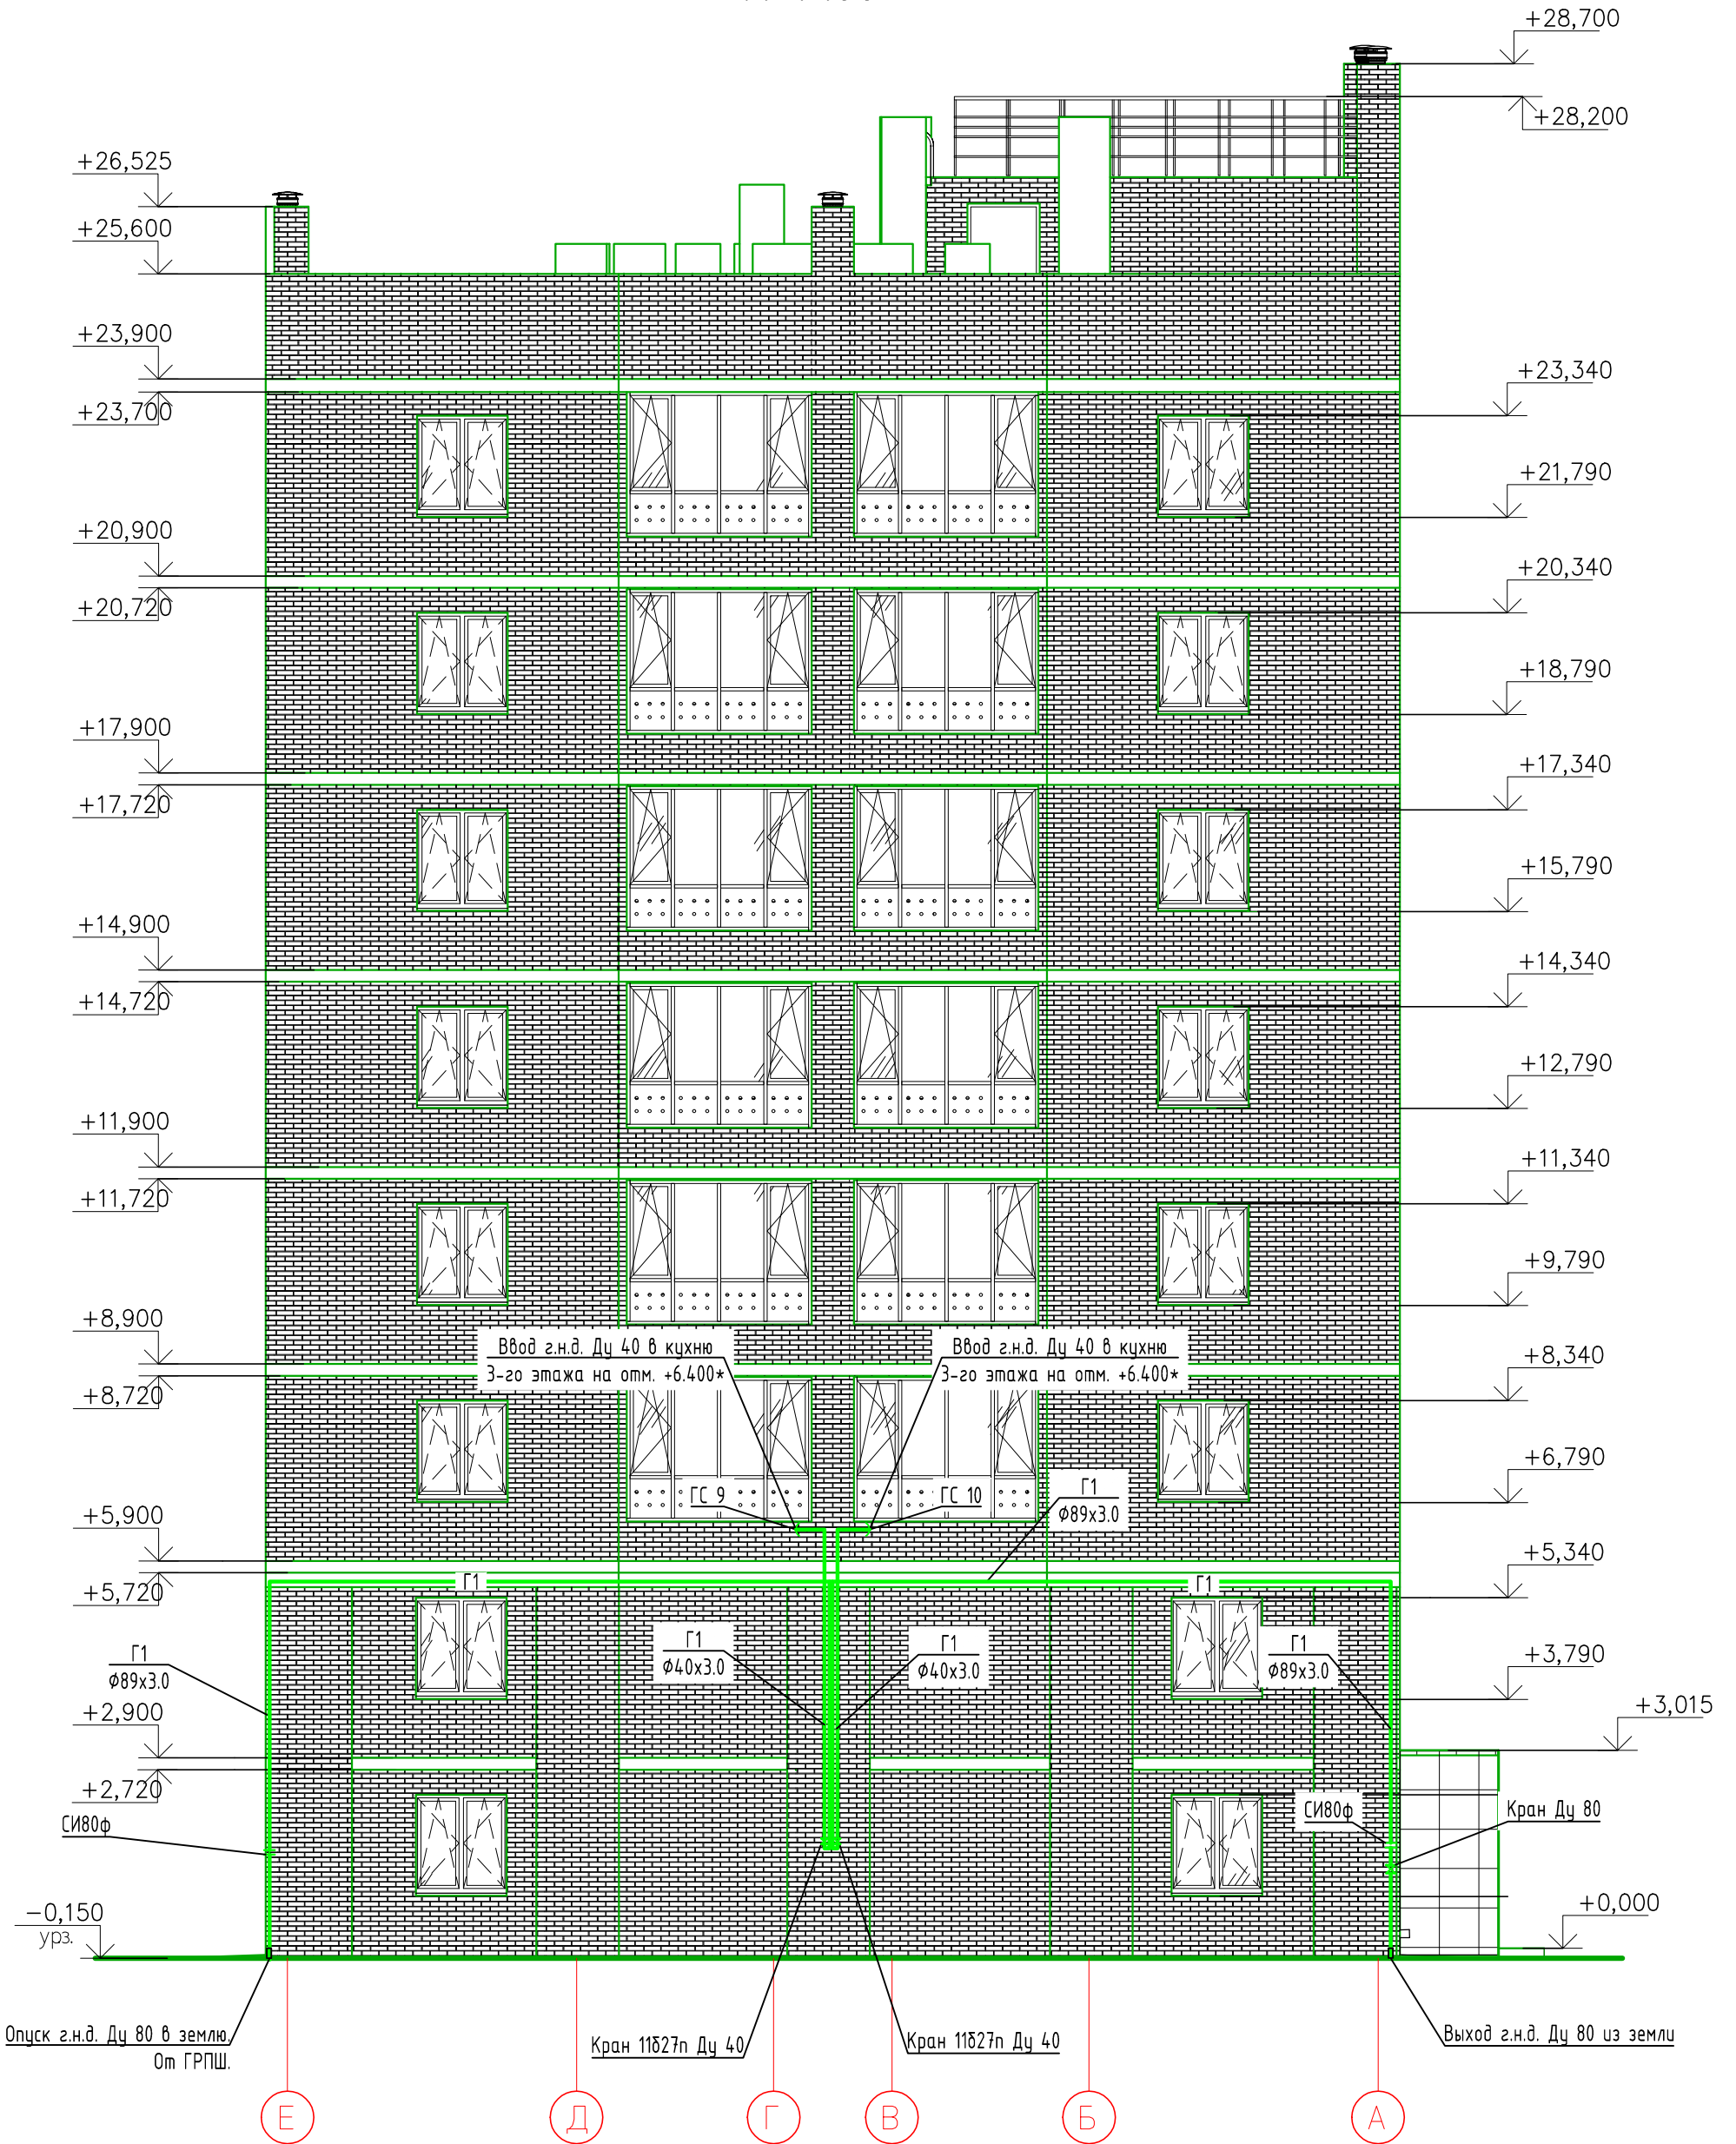 +28,700
+28,200
+26,525
+25,600
+23,900
+23,340
+23,700
+21,790
+20,900
+20,340
+20,720
+18,790
+17,900
+17,340
+17,720
+15,790
+14,900
+14,340
+14,720
+12,790
+11,900
+11,340
+11,720
+9,790
+8,900
Ввод г.н.д. Ду 40 в кухню
3-го этажа на отм. +6.400*
Ввод г.н.д. Ду 40 в кухню
3-го этажа на отм. +6.400*
+8,340
+8,720
+6,790
ГС 9
ГС 10
Г1
Ф89х3.0
+5,900
+5,340
+5,720
Г1
Г1
Г1
Ф89х3.0
Г1
Ф40х3.0
Г1
Ф40х3.0
Г1
Ф89х3.0
+3,790
+2,900
+3,015
+2,720
СИ80ф
СИ80ф
Кран Ду 80
-0,150
урз.
+0,000
Опуск г.н.д. Ду 80 в землю.
От ГРПШ.
Кран 11б27п Ду 40
Кран 11б27п Ду 40
Выход г.н.д. Ду 80 из земли
Е
Д
Г
В
Б
А